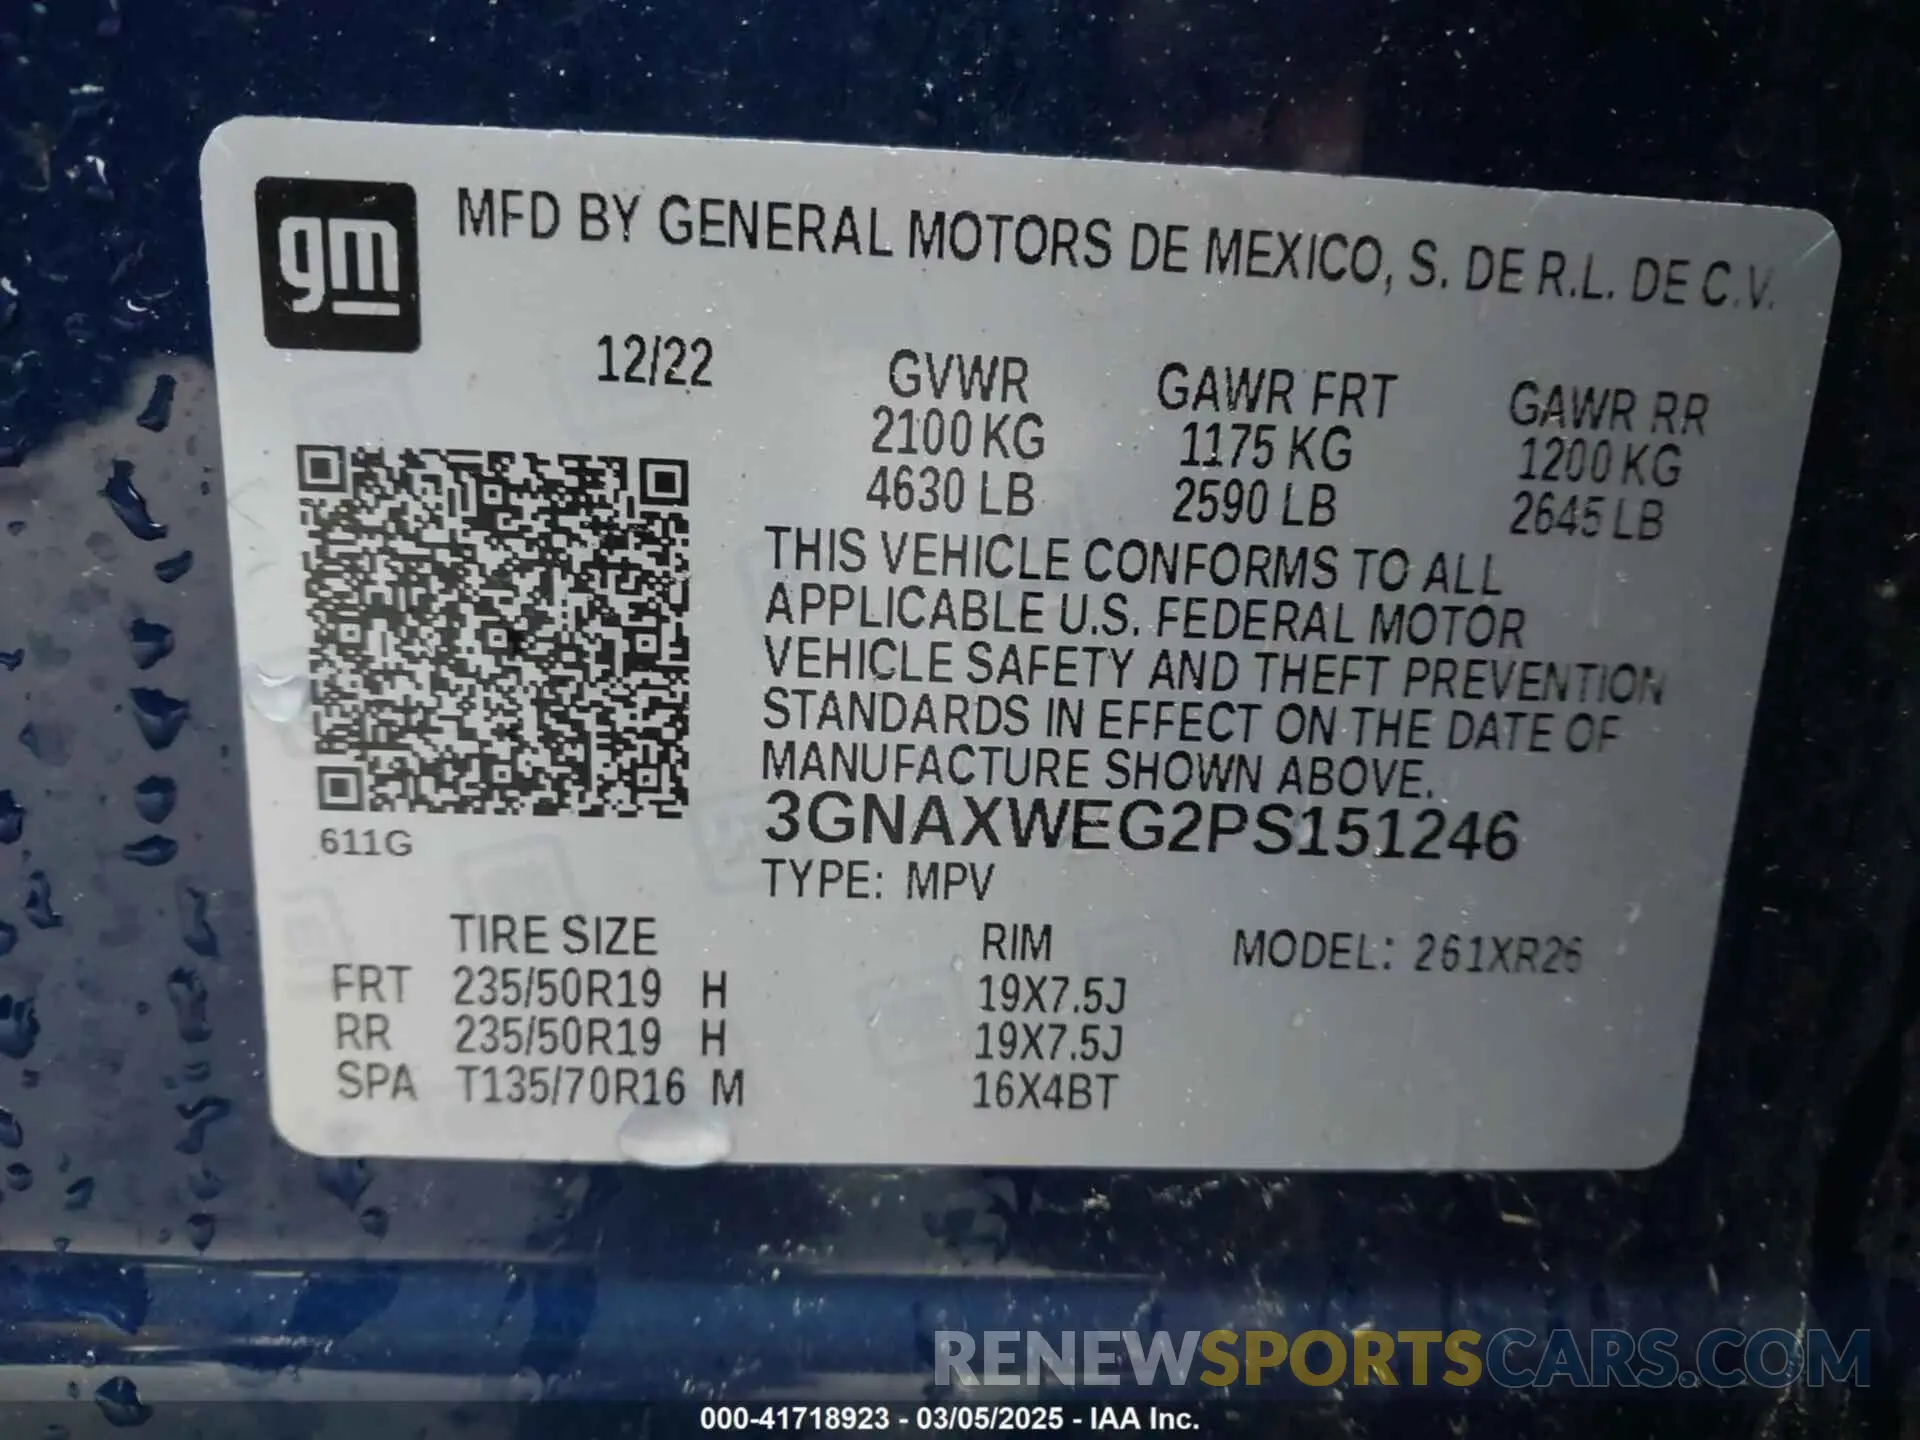 gm
MFD BY GENERAL MOTORS DE MEXICO, S. DE R.L. DE C.V.
12/22
GVWR GAWR FRT GAWR RR
2100 KG 1175 KG 1200 KG
4630 LB 2590 LB 2645 LB
THIS VEHICLE CONFORMS TO ALL
APPLICABLE U.S. FEDERAL MOTOR
VEHICLE SAFETY AND THEFT PREVENTION
STANDARDS IN EFFECT ON THE DATE OF
MANUFACTURE SHOWN ABOVE.
3GNAXWEG2PS151246
611G
TYPE: MPV
TIRE SIZE RIM MODEL: 261XR26
FRT 235/50R19 H 19X7.5J
RR 235/50R19 H 19X7.5J
SPA T135/70R16 M 16X4BT
RENEWSPORTSCARS.COM
000-41718923 - 03/05/2025 - IAA Inc.